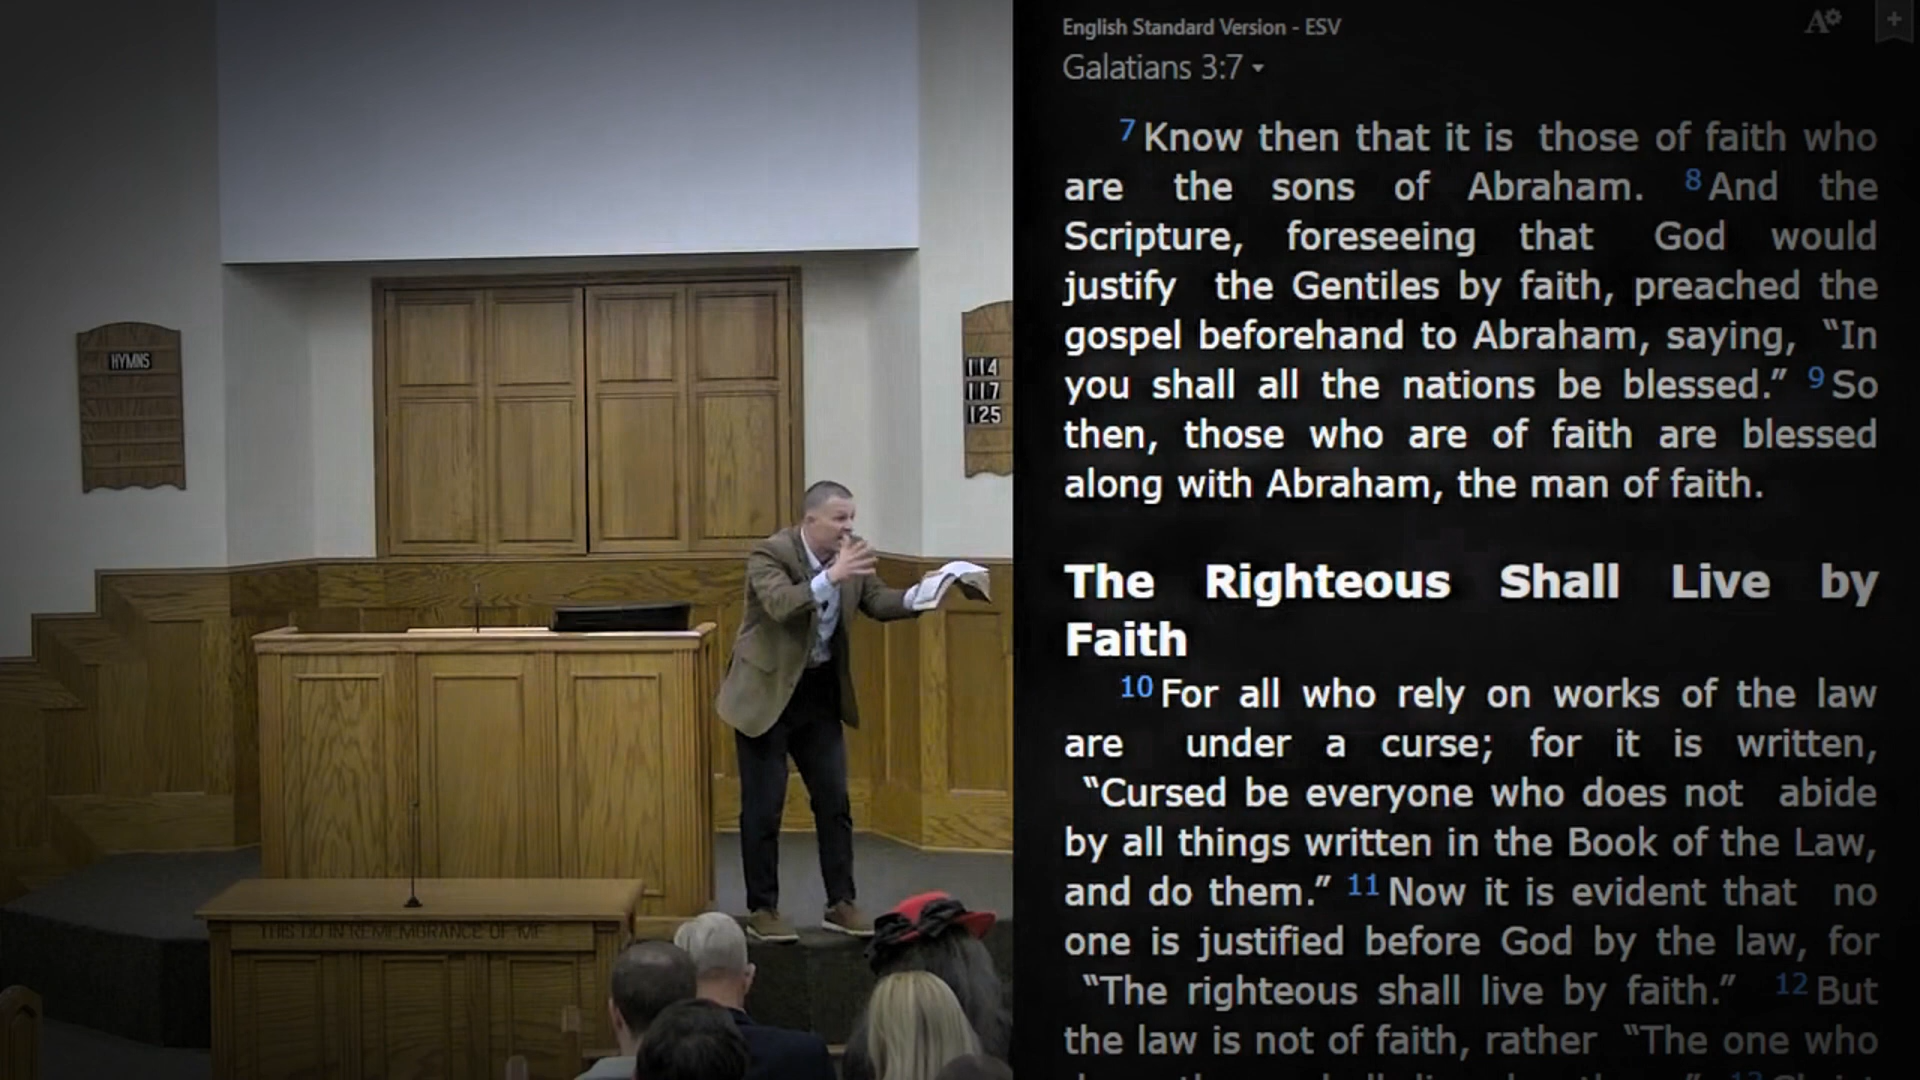 HYMNS
114
117
125
THIS DO IN REMEMBRANCE OF ME
English Standard Version - ESV
Galatians 3:7
7 Know then that it is those of faith who
are the sons of Abraham. 8 And the
Scripture, foreseeing that God would
justify the Gentiles by faith, preached the
gospel beforehand to Abraham, saying, “In
you shall all the nations be blessed.” 9 So
then, those who are of faith are blessed
along with Abraham, the man of faith.
The Righteous Shall Live by
Faith
10 For all who rely on works of the law
are under a curse; for it is written,
“Cursed be everyone who does not abide
by all things written in the Book of the Law,
and do them.” 11 Now it is evident that no
one is justified before God by the law, for
“The righteous shall live by faith.” 12 But
the law is not of faith, rather “The one who